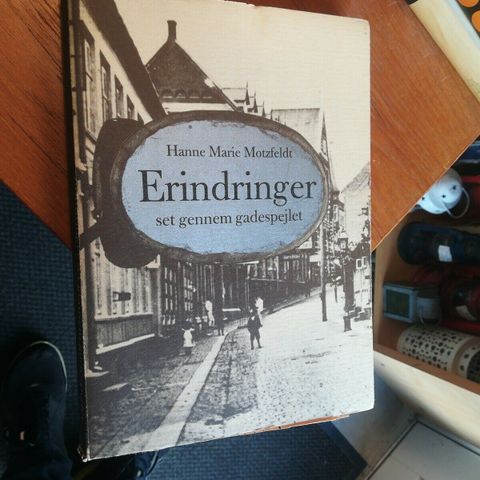 Hanne Marie Motzfeldt
Erindringer
set gennem gadespejlet